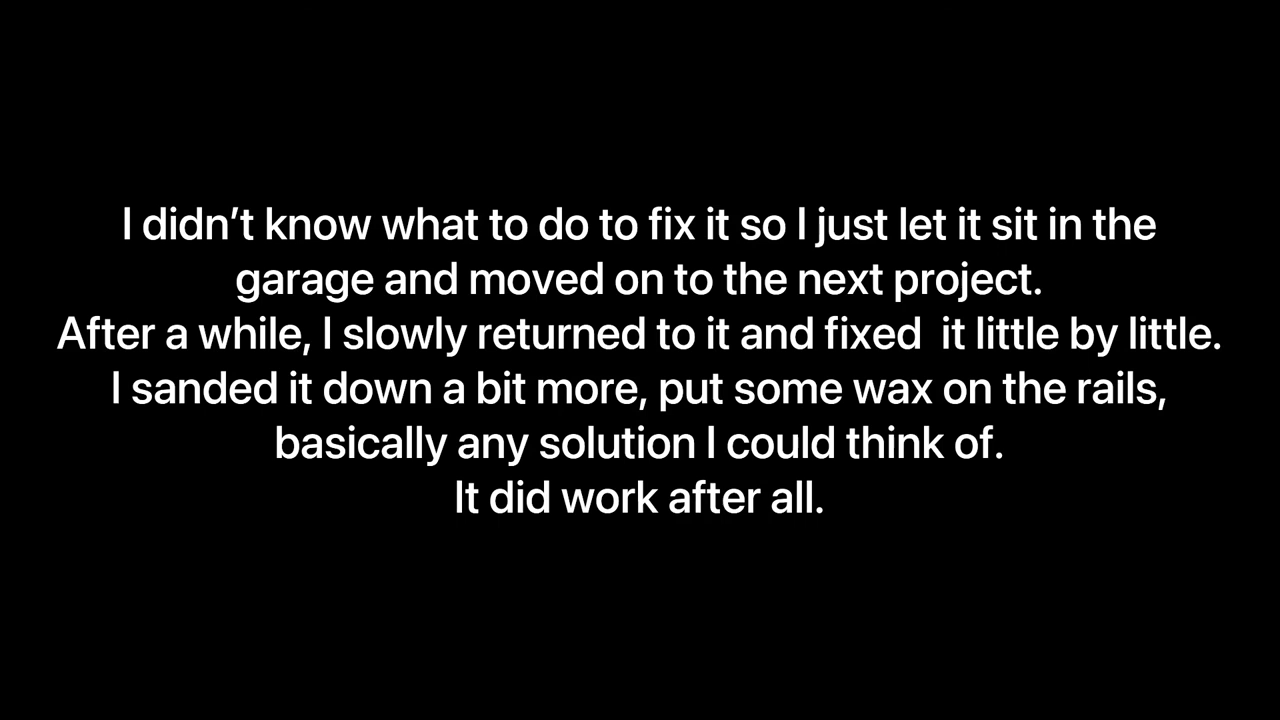 I didn’t know what to do to fix it so I just let it sit in the
garage and moved on to the next project.
After a while, I slowly returned to it and fixed  it little by little.
I sanded it down a bit more, put some wax on the rails,
basically any solution I could think of.
It did work after all.